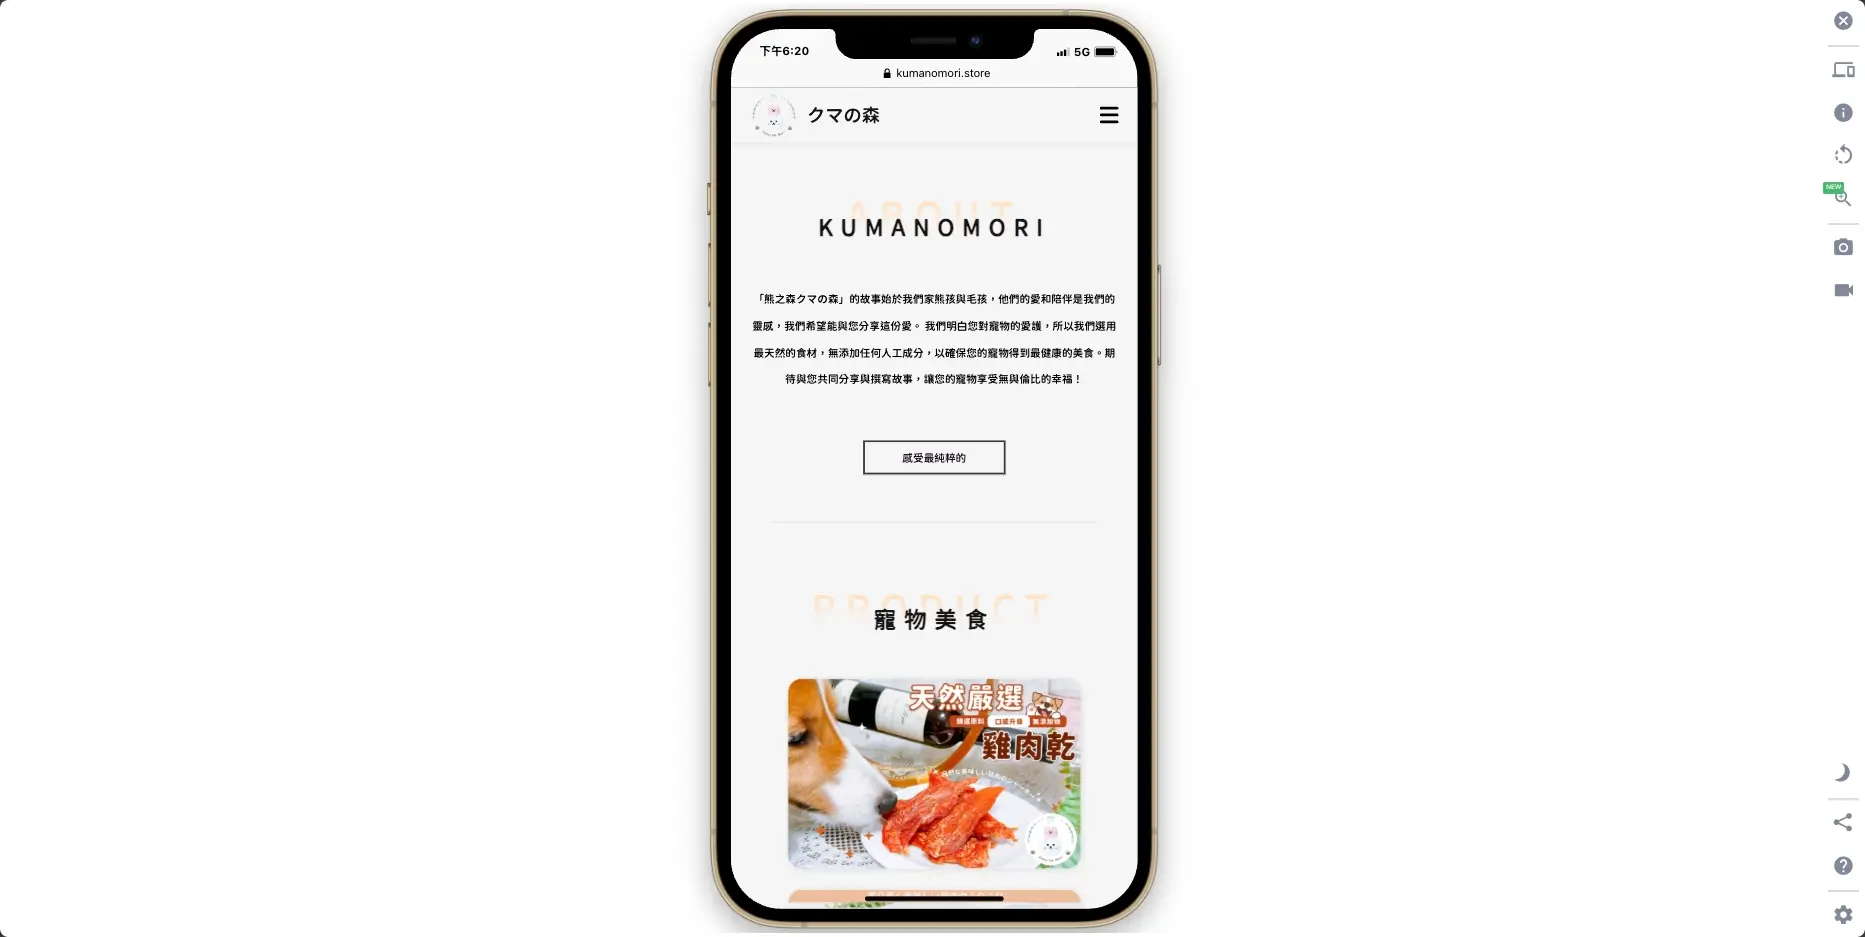 下午6:20
5G
kumanomori.store
クマの森
ABOUT
KUMANOMORI
「熊之森クマの森」的故事始於我們家熊孩與毛孩，他們的愛和陪伴是我們的
靈感，我們希望能與您分享這份愛。 我們明白您對寵物的愛護，所以我們選用
最天然的食材，無添加任何人工成分，以確保您的寵物得到最健康的美食。期
待與您共同分享與撰寫故事，讓您的寵物享受無與倫比的幸福！
感受最純粹的
PRODUCT
寵物美食
天然嚴選
嚴選原料 口感升級 無添加物
雞肉乾
NEW